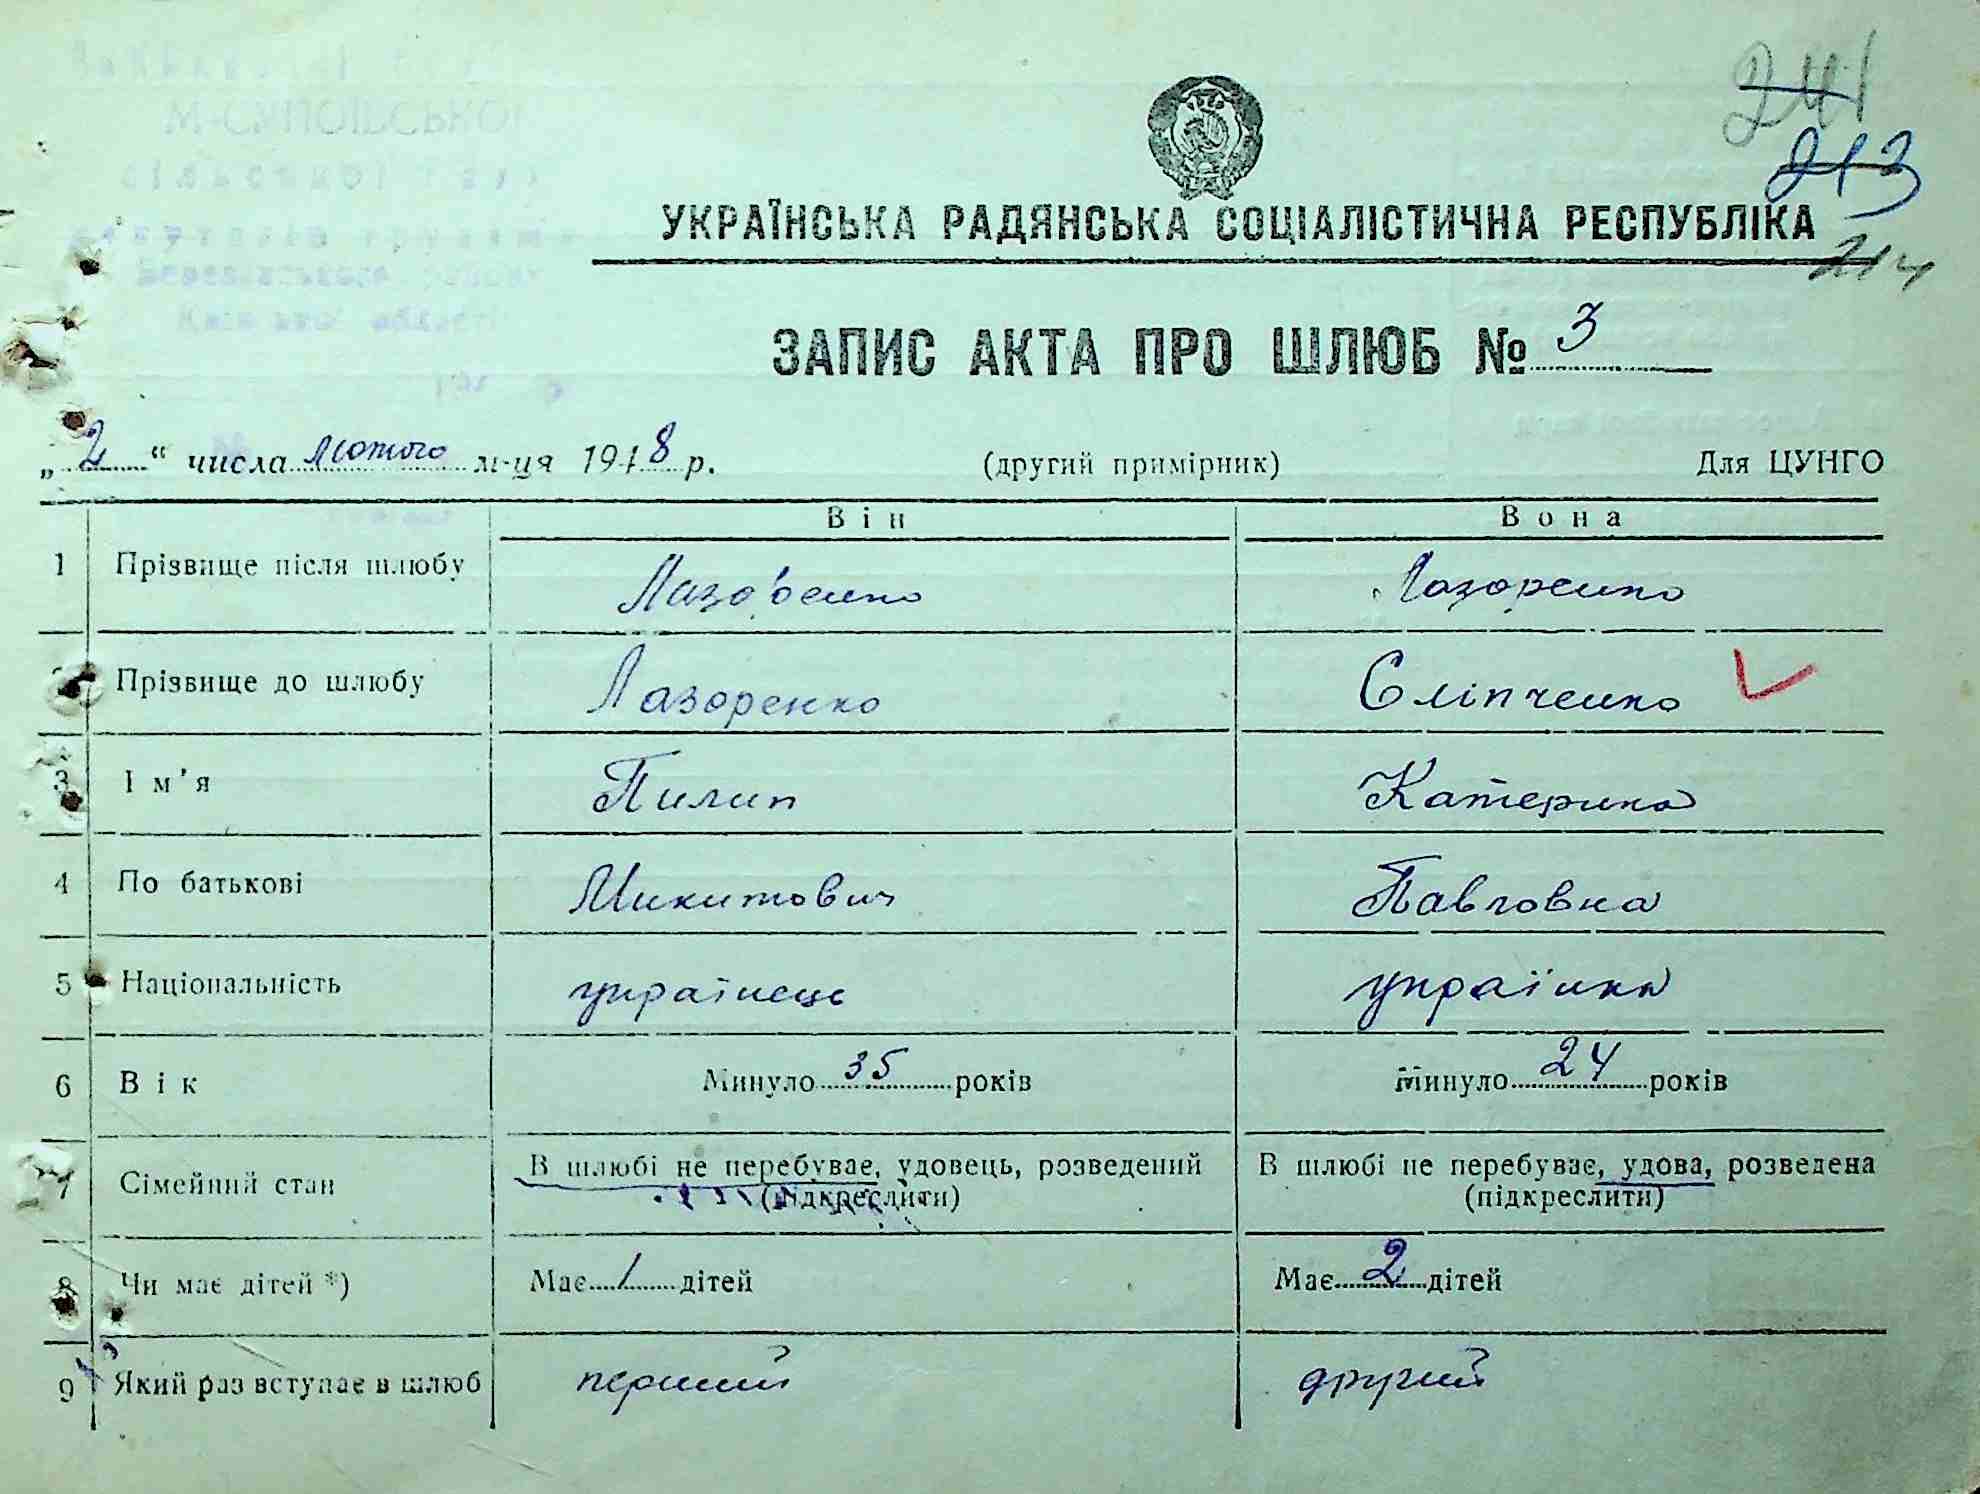 241
213
УКРАЇНСЬКА РАДЯНСЬКА СОЦІАЛІСТИЧНА РЕСПУБЛІКА
214
ЗАПИС АКТА ПРО ШЛЮБ № 3
„2“ числа лютого м-ця 1948 р. (другий примірник) Для ЦУНГО
Він Вона
1 Прізвище після шлюбу Лазоренко Лазоренко
2 Прізвище до шлюбу Лазоренко Сліпченко
3 Ім'я Пилип Катерина
4 По батькові Микитович Павловна
5 Національність українець українка
6 Вік Минуло 35 років Минуло 24 років
7 Сімейний стан В шлюбі не перебуває, удовець, розведений В шлюбі не перебуває, удова, розведена
(підкреслити) (підкреслити)
8 Чи має дітей *) Має 1 дітей Має 2 дітей
9 Який раз вступає в шлюб перший другий